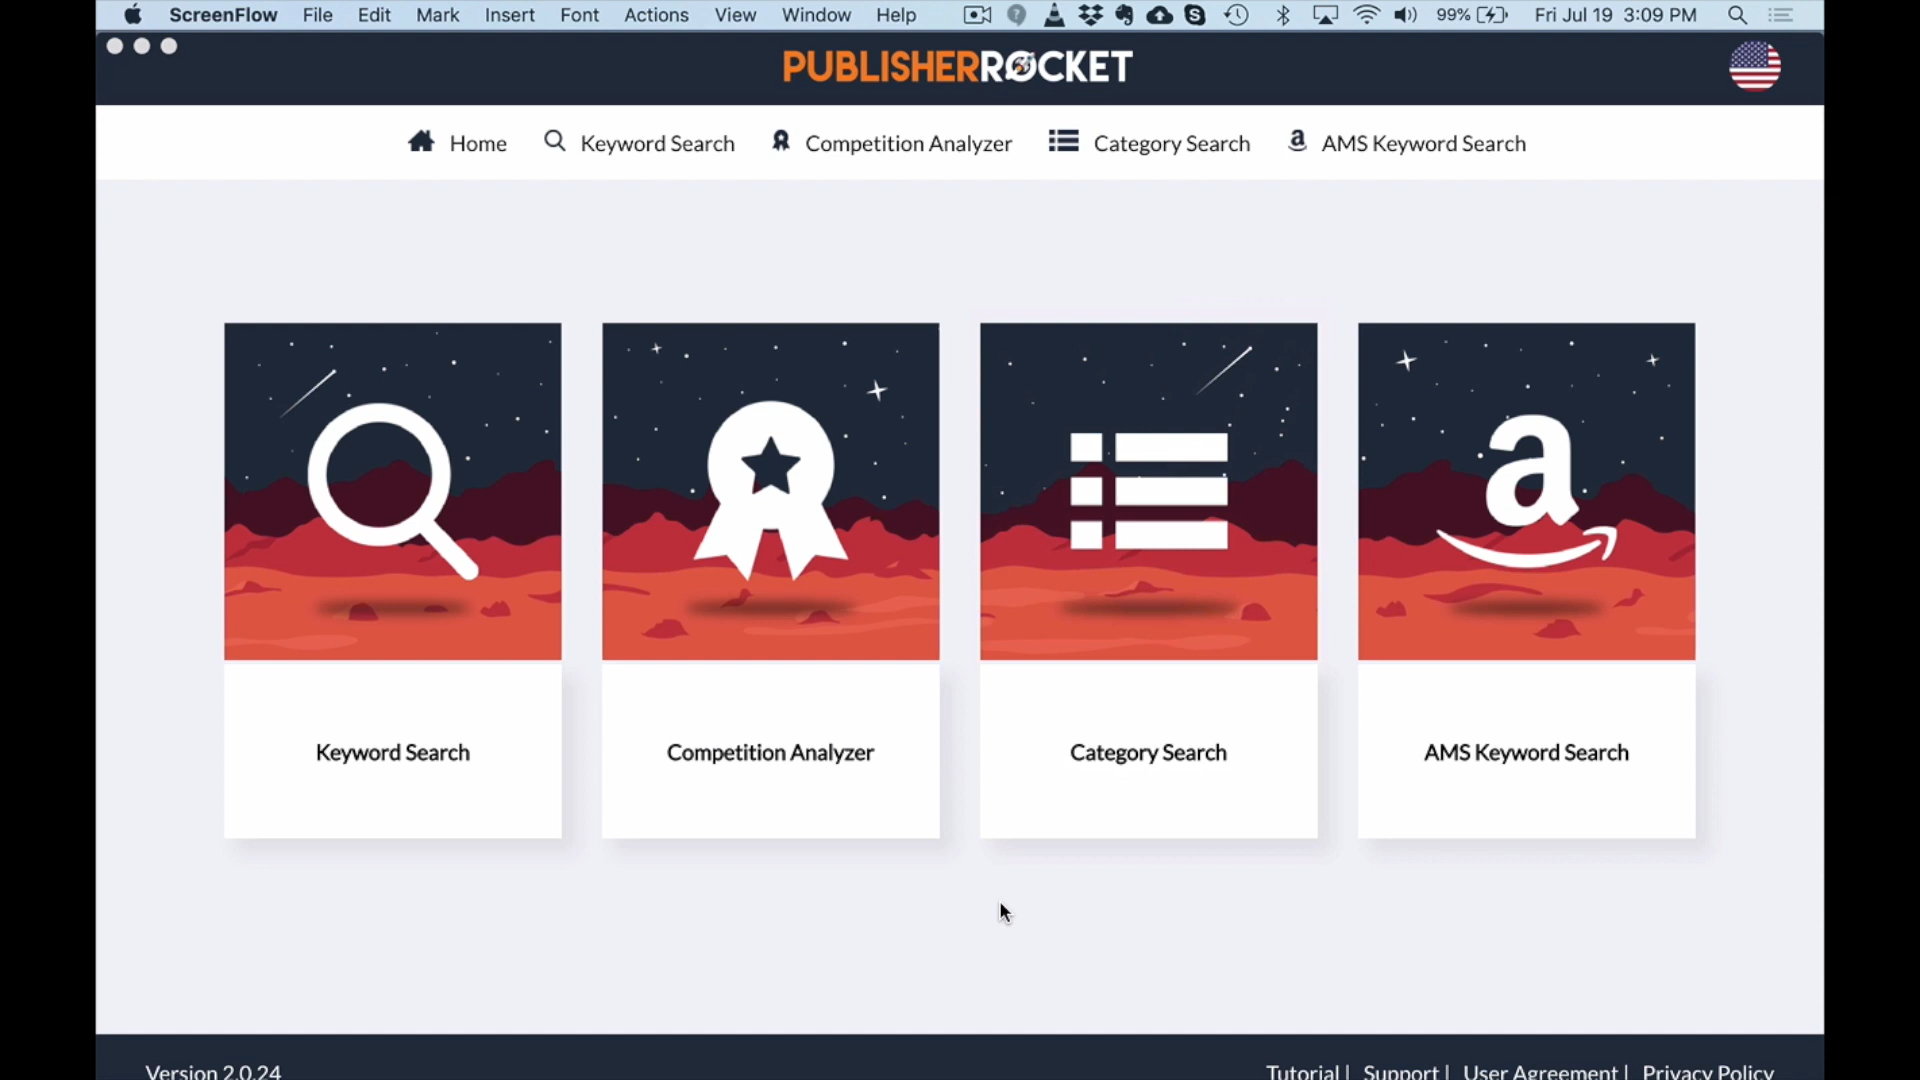 ScreenFlow File Edit Mark Insert Font Actions View Window Help 99% Fri Jul 19 3:09 PM
PUBLISHERROCKET
Home Keyword Search Competition Analyzer Category Search AMS Keyword Search
Keyword Search Competition Analyzer Category Search AMS Keyword Search
Version 2.0.24 Tutorial | Support | User Agreement | Privacy Policy